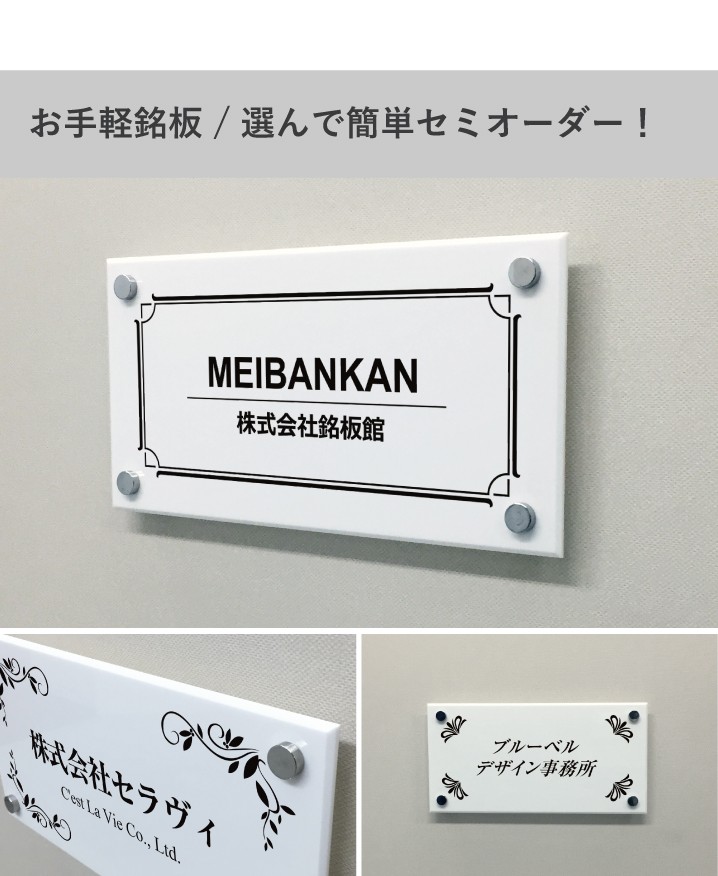 お手軽銘板 / 選んで簡単セミオーダー！
MEIBANKAN
株式会社銘板館
株式会社セラヴィ
C'est La Vie Co., Ltd.
ブルーベル
デザイン事務所